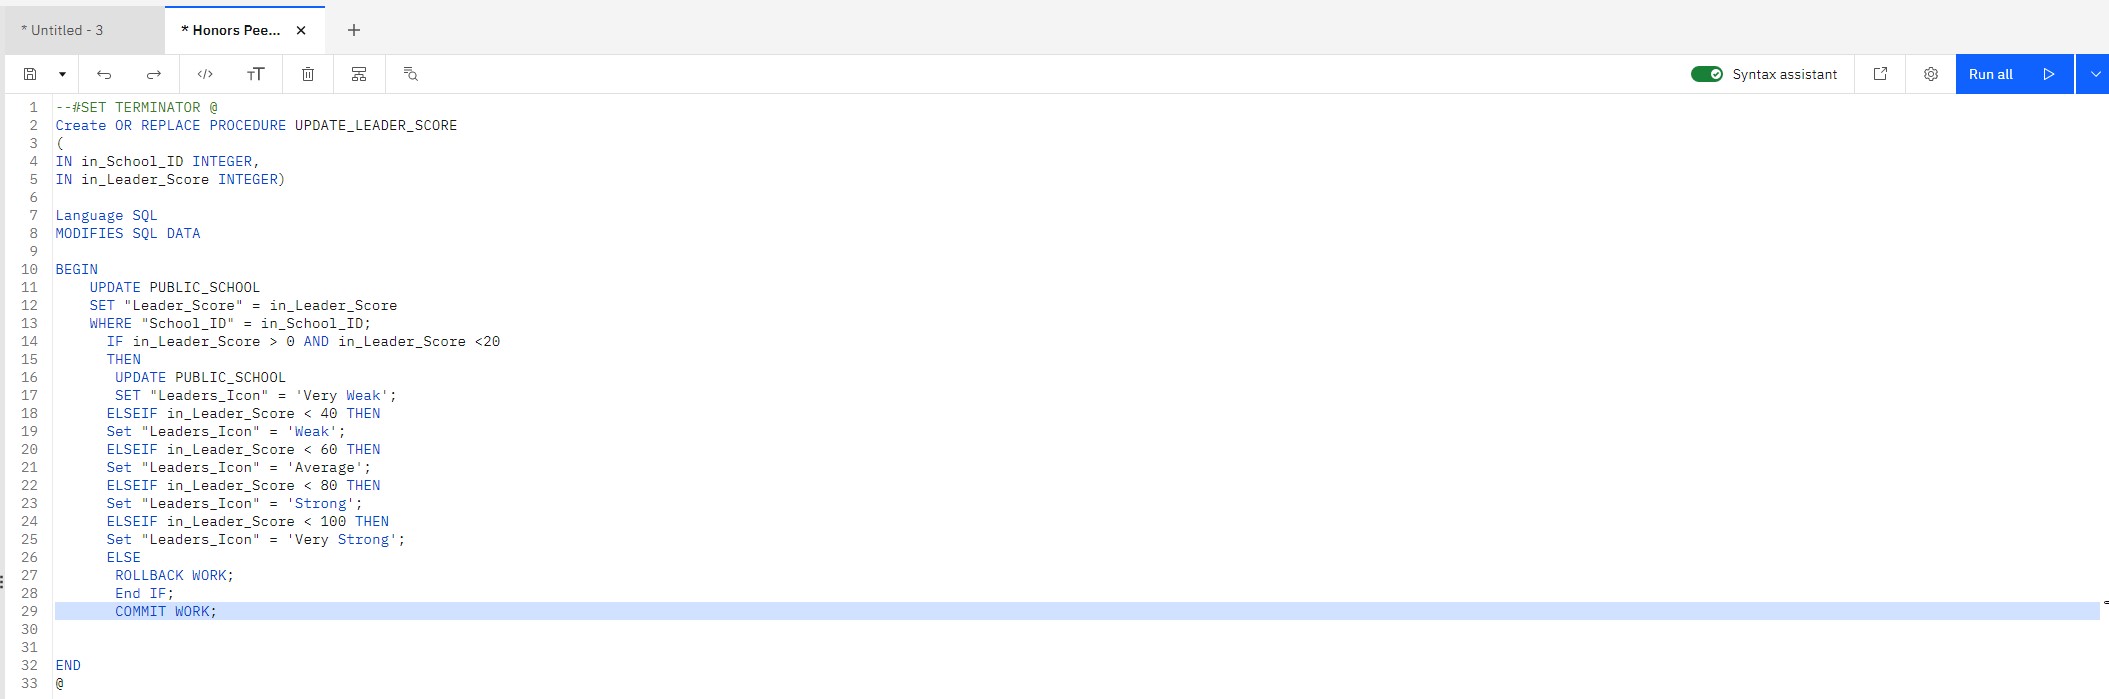 * Untitled - 3
* Honors Pee...
Syntax assistant
Run all
1 --#SET TERMINATOR @
2 Create OR REPLACE PROCEDURE UPDATE_LEADER_SCORE
3 (
4 IN in_School_ID INTEGER,
5 IN in_Leader_Score INTEGER)
6
7 Language SQL
8 MODIFIES SQL DATA
9
10 BEGIN
11 UPDATE PUBLIC_SCHOOL
12 SET "Leader_Score" = in_Leader_Score
13 WHERE "School_ID" = in_School_ID;
14 IF in_Leader_Score > 0 AND in_Leader_Score <20
15 THEN
16 UPDATE PUBLIC_SCHOOL
17 SET "Leaders_Icon" = 'Very Weak';
18 ELSEIF in_Leader_Score < 40 THEN
19 Set "Leaders_Icon" = 'Weak';
20 ELSEIF in_Leader_Score < 60 THEN
21 Set "Leaders_Icon" = 'Average';
22 ELSEIF in_Leader_Score < 80 THEN
23 Set "Leaders_Icon" = 'Strong';
24 ELSEIF in_Leader_Score < 100 THEN
25 Set "Leaders_Icon" = 'Very Strong';
26 ELSE
27 ROLLBACK WORK;
28 End IF;
29 COMMIT WORK;
30
31
32 END
33 @